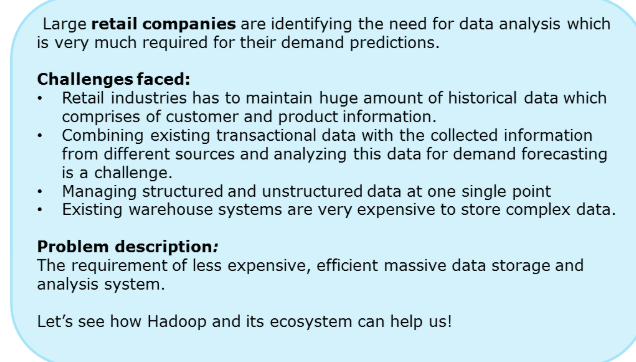 Large retail companies are identifying the need for data analysis which
is very much required for their demand predictions.
Challenges faced:
• Retail industries has to maintain huge amount of historical data which
comprises of customer and product information.
• Combining existing transactional data with the collected information
from different sources and analyzing this data for demand forecasting
is a challenge.
• Managing structured and unstructured data at one single point
• Existing warehouse systems are very expensive to store complex data.
Problem description:
The requirement of less expensive, efficient massive data storage and
analysis system.
Let's see how Hadoop and its ecosystem can help us!